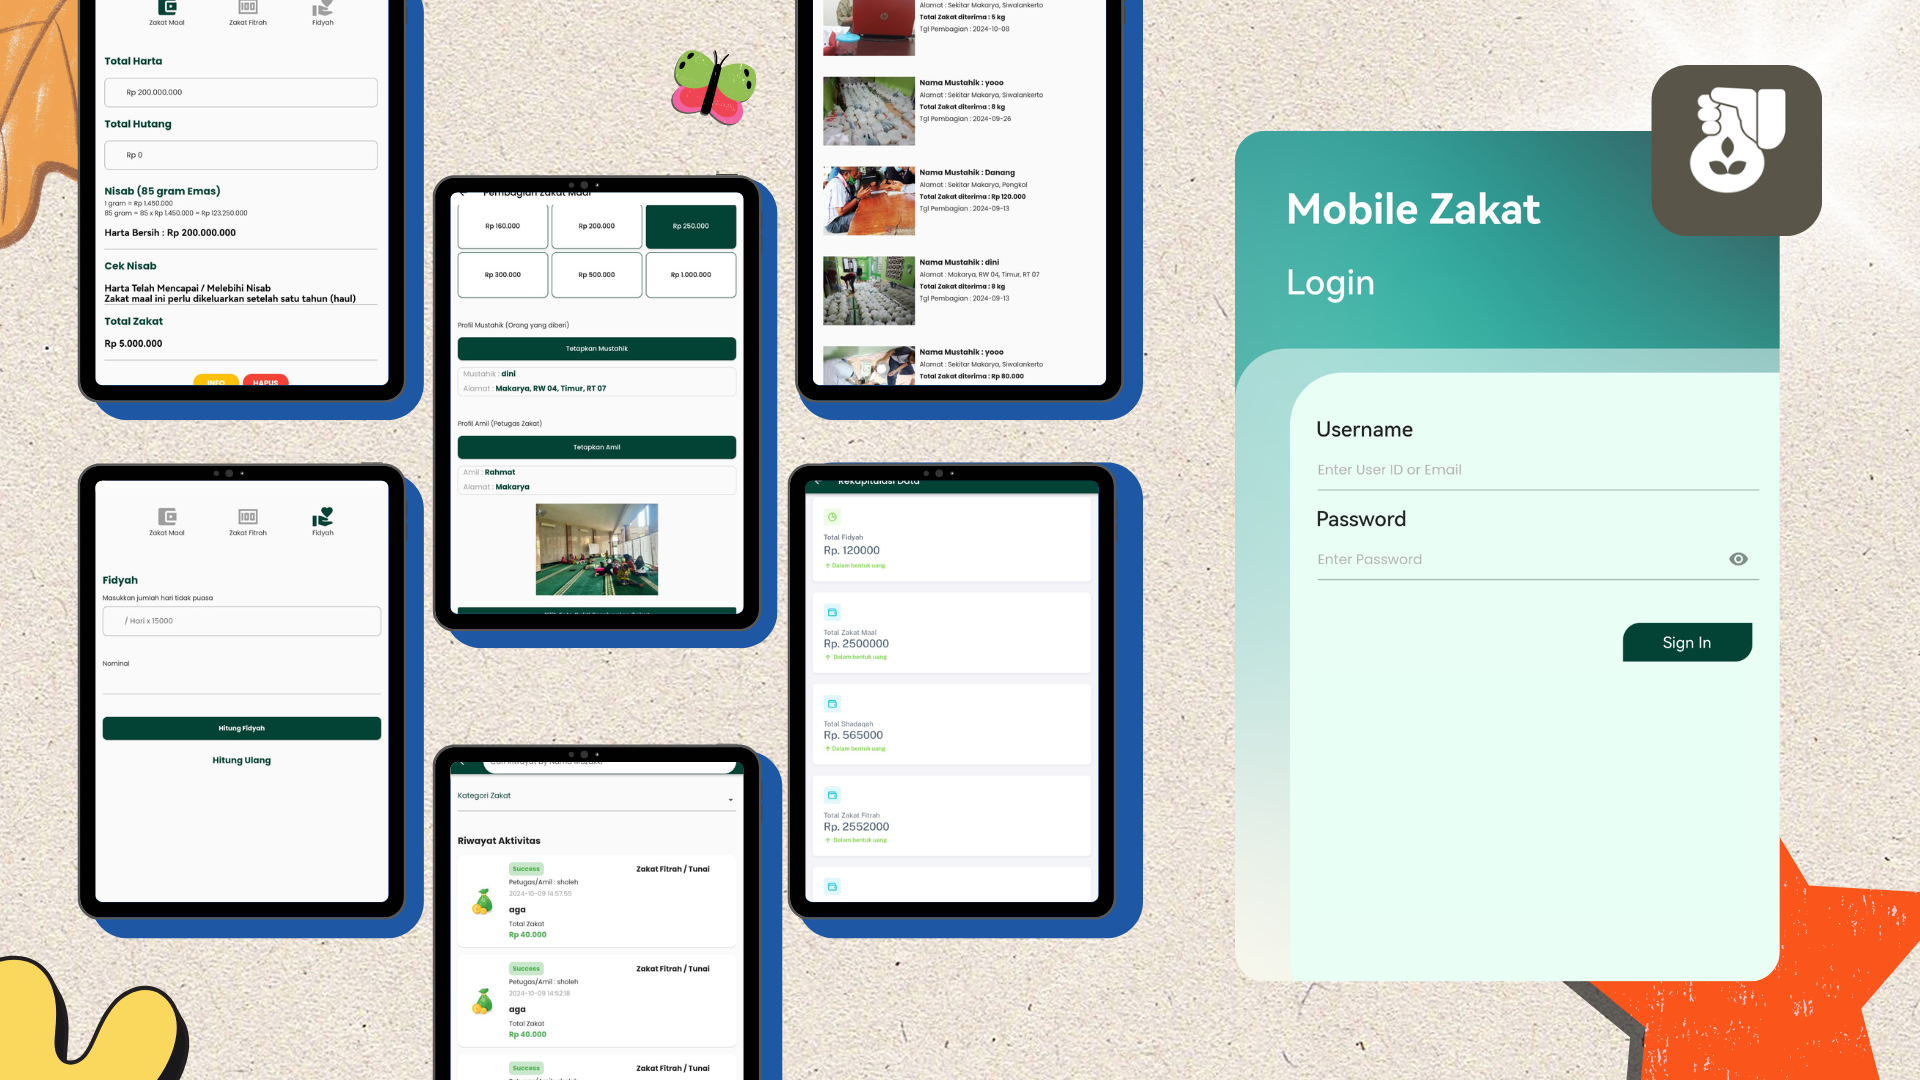 Zakat Maal
Zakat Fitrah
Fidyah
Total Harta
Rp 200.000.000
Total Hutang
Rp 0
Nisab (85 gram Emas)
1 gram = Rp 1.450.000
85 gram = 85 x Rp 1.450.000 = Rp 123.250.000
Harta Bersih : Rp 200.000.000
Cek Nisab
Harta Telah Mencapai / Melebihi Nisab
Zakat maal ini perlu dikeluarkan setelah satu tahun (haul)
Total Zakat
Rp 5.000.000
INFO
HAPUS
Zakat Maal
Zakat Fitrah
Fidyah
Fidyah
Masukkan jumlah hari tidak puasa
/ Hari x 15000
Nominal
Hitung Fidyah
Hitung Ulang
Pembagian Zakat Maal
Rp 160.000
Rp 200.000
Rp 250.000
Rp 300.000
Rp 500.000
Rp 1.000.000
Profil Mustahik (Orang yang diberi)
Tetapkan Mustahik
Mustahik : dini
Alamat : Makarya, RW 04, Timur, RT 07
Profil Amil (Petugas Zakat)
Tetapkan Amil
Amil : Rahmat
Alamat : Makarya
Kategori Zakat
Riwayat Aktivitas
Success
Zakat Fitrah / Tunai
Petugas/Amil : sholeh
2024-10-09 14:57:55
aga
Total Zakat
Rp 40.000
Success
Zakat Fitrah / Tunai
Petugas/Amil : sholeh
2024-10-09 14:52:18
aga
Total Zakat
Rp 40.000
Success
Zakat Fitrah / Tunai
Alamat : Sekitar Makarya, Siwalankerto
Total Zakat diterima : 5 kg
Tgl Pembagian : 2024-10-08
Nama Mustahik : yooo
Alamat : Sekitar Makarya, Siwalankerto
Total Zakat diterima : 8 kg
Tgl Pembagian : 2024-09-26
Nama Mustahik : Danang
Alamat : Sekitar Makarya, Pengkol
Total Zakat diterima : Rp 120.000
Tgl Pembagian : 2024-09-13
Nama Mustahik : dini
Alamat : Makarya, RW 04, Timur, RT 07
Total Zakat diterima : 8 kg
Tgl Pembagian : 2024-09-13
Nama Mustahik : yooo
Alamat : Sekitar Makarya, Siwalankerto
Total Zakat diterima : Rp 80.000
Rekapitulasi Data
Total Fidyah
Rp. 120000
Dalam bentuk uang
Total Zakat Maal
Rp. 2500000
Dalam bentuk uang
Total Shadaqah
Rp. 565000
Dalam bentuk uang
Total Zakat Fitrah
Rp. 2552000
Dalam bentuk uang
Mobile Zakat
Login
Username
Enter User ID or Email
Password
Enter Password
Sign In